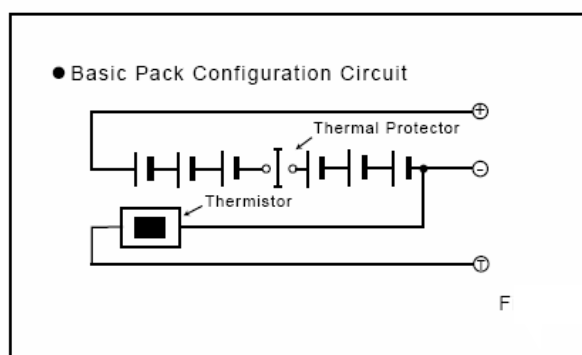 ● Basic Pack Configuration Circuit
+
Thermal Protector
-
Thermistor
T
F